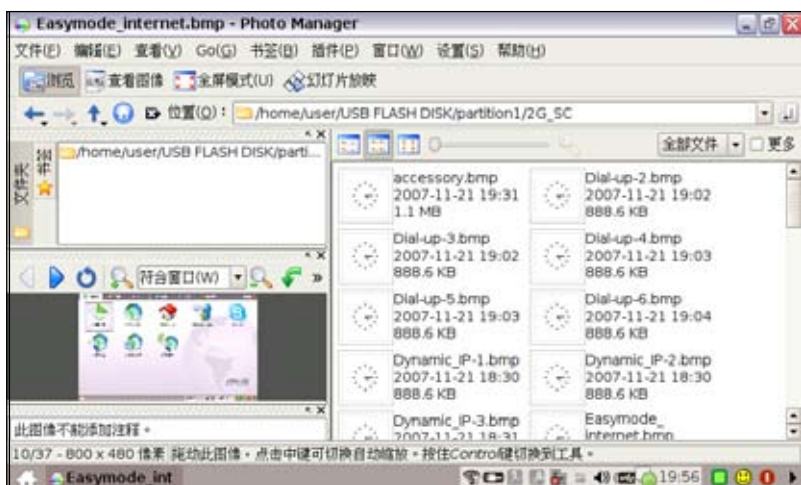 Easymode_internet.bmp - Photo Manager
文件(F) 编辑(E) 查看(V) Go(G) 书签(B) 插件(P) 窗口(W) 设置(S) 帮助(H)
浏览 查看图像 全屏模式(U) 幻灯片放映
位置(O): /home/user/USB FLASH DISK/partition1/2G_SC
文件夹
书签
/home/user/USB FLASH DISK/parti...
全部文件 更多
accessory.bmp
2007-11-21 19:31
1.1 MB
Dial-up-2.bmp
2007-11-21 19:02
888.6 KB
Dial-up-3.bmp
2007-11-21 19:02
888.6 KB
Dial-up-4.bmp
2007-11-21 19:03
888.6 KB
Dial-up-5.bmp
2007-11-21 19:03
888.6 KB
Dial-up-6.bmp
2007-11-21 19:04
888.6 KB
Dynamic_IP-1.bmp
2007-11-21 18:30
888.6 KB
Dynamic_IP-2.bmp
2007-11-21 18:30
888.6 KB
Dynamic_IP-3.bmp
2007-11-21 18:31
Easymode_
internet.bmp
符合窗口(W)
此图像不能添加注释。
10/37 - 800 x 480 像素 拖动此图像。点击中键可切换自动缩放。按住Control键切换到工具。
Easymode_int
19:56